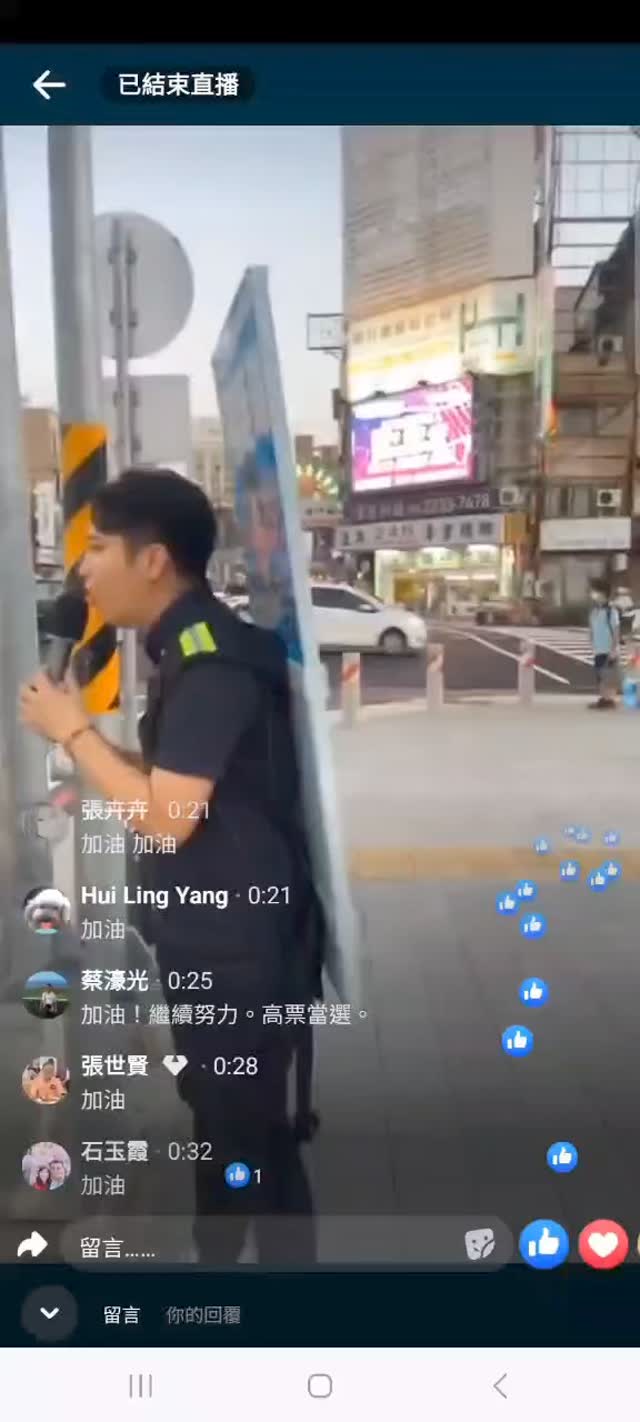 已結束直播
張卉卉 0:21
加油 加油
Hui Ling Yang · 0:21
加油
蔡濠光 · 0:25
加油！繼續努力。高票當選。
張世賢 · 0:28
加油
石玉霞 · 0:32
加油
1
留言......
留言 你的回覆